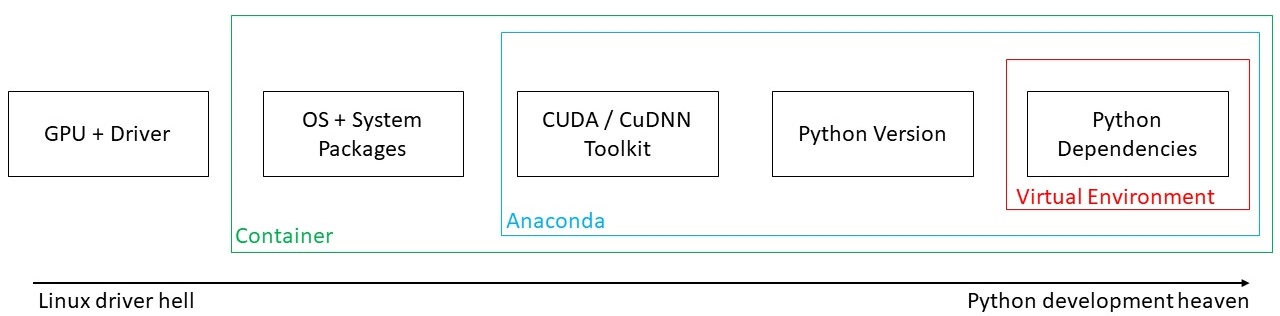 GPU + Driver
OS + System
Packages
CUDA / CuDNN
Toolkit
Python Version
Python
Dependencies
Virtual Environment
Anaconda
Container
Linux driver hell
Python development heaven